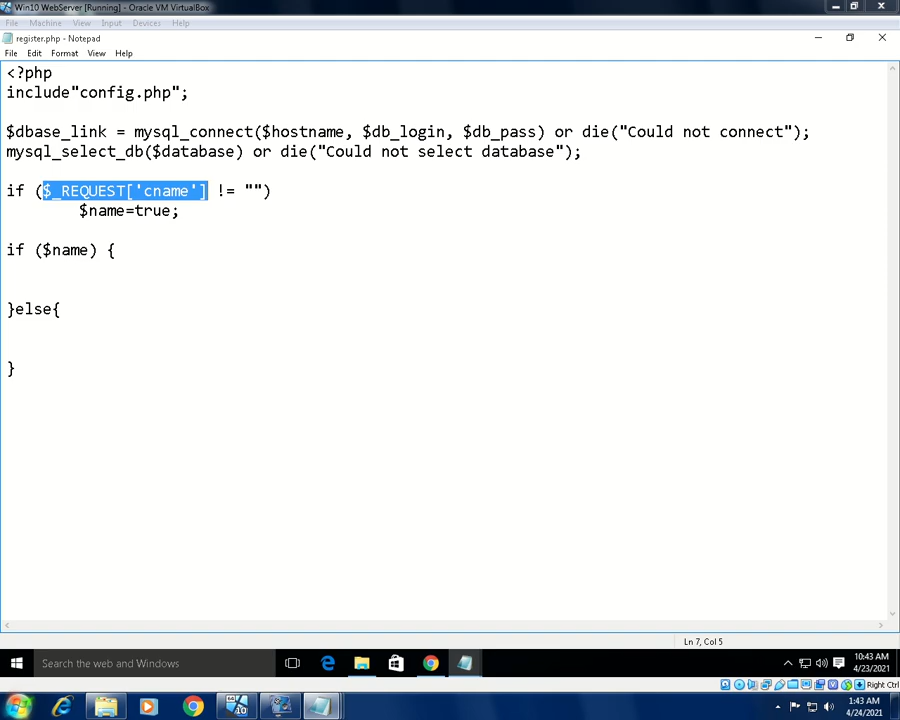 Win10 WebServer [Running] - Oracle VM VirtualBox
File Machine View Input Devices Help
register.php - Notepad
File Edit Format View Help
<?php
include"config.php";
$dbase_link = mysql_connect($hostname, $db_login, $db_pass) or die("Could not connect");
mysql_select_db($database) or die("Could not select database");
if ($_REQUEST['cname'] != "")
$name=true;
if ($name) {
}else{
}
Ln 7, Col 5
Search the web and Windows
10:43 AM
4/23/2021
Right Ctrl
1:43 AM
4/24/2021